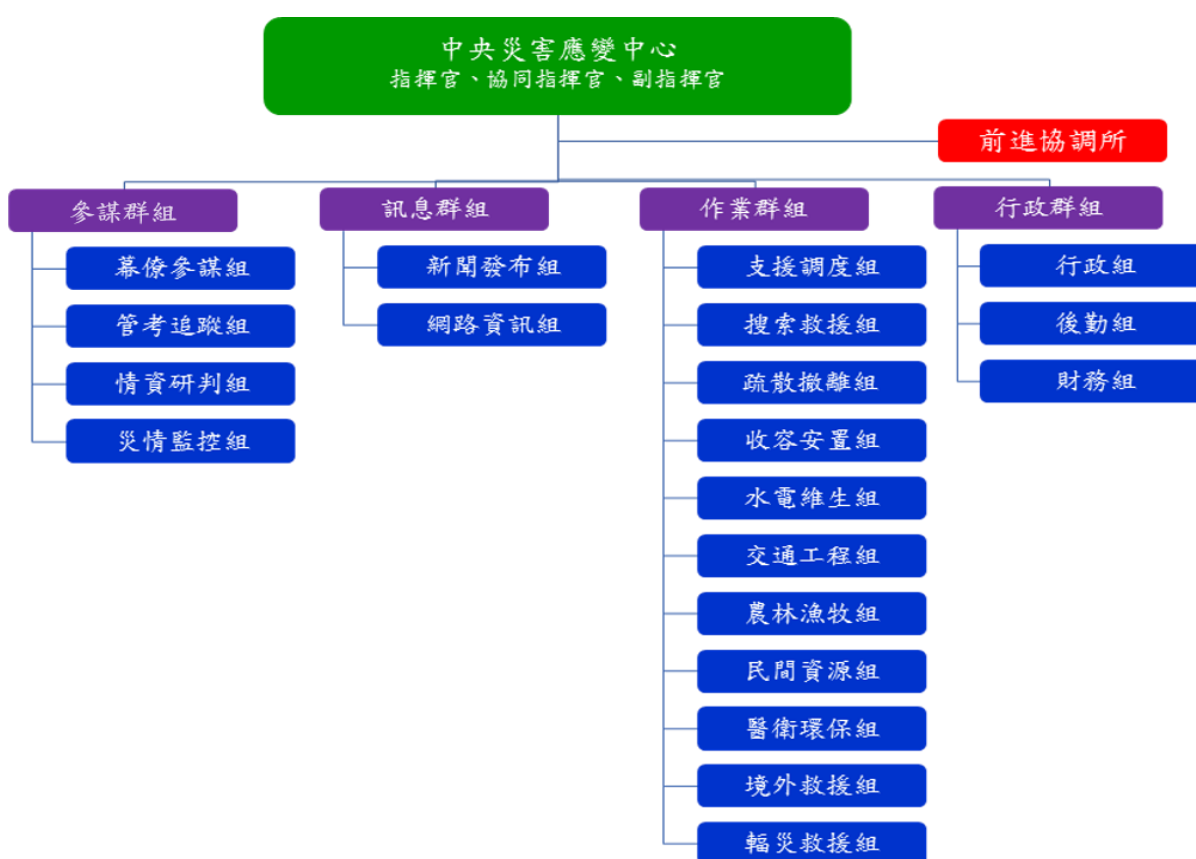 中央災害應變中心
指揮官、協同指揮官、副指揮官
前進協調所
參謀群組
幕僚參謀組
管考追蹤組
情資研判組
災情監控組
訊息群組
新聞發布組
網路資訊組
作業群組
支援調度組
搜索救援組
疏散撤離組
收容安置組
水電維生組
交通工程組
農林漁牧組
民間資源組
醫衛環保組
境外救援組
輻災救援組
行政群組
行政組
後勤組
財務組